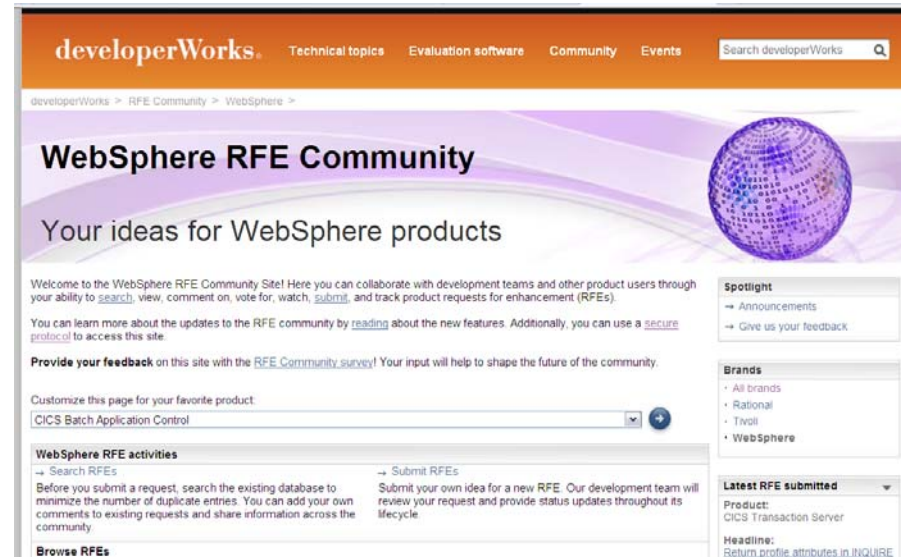 developerWorks.
Technical topics Evaluation software Community Events
Search developerWorks
developerWorks > RFE Community > WebSphere >
WebSphere RFE Community
Your ideas for WebSphere products
Welcome to the WebSphere RFE Community Site! Here you can collaborate with development teams and other product users through
your ability to search, view, comment on, vote for, watch, submit, and track product requests for enhancement (RFEs).
You can learn more about the updates to the RFE community by reading about the new features. Additionally, you can use a secure
protocol to access this site.
Provide your feedback on this site with the RFE Community survey! Your input will help to shape the future of the community.
Customize this page for your favorite product:
CICS Batch Application Control
WebSphere RFE activities
→ Search RFEs
Before you submit a request, search the existing database to
minimize the number of duplicate entries. You can add your own
comments to existing requests and share information across the
community.
→ Submit RFEs
Submit your own idea for a new RFE. Our development team will
review your request and provide status updates throughout its
lifecycle.
Browse RFEs
Spotlight
→ Announcements
→ Give us your feedback
Brands
· All brands
· Rational
· Tivoli
· WebSphere
Latest RFE submitted
Product:
CICS Transaction Server
Headline:
Return profile attributes in INQUIRE